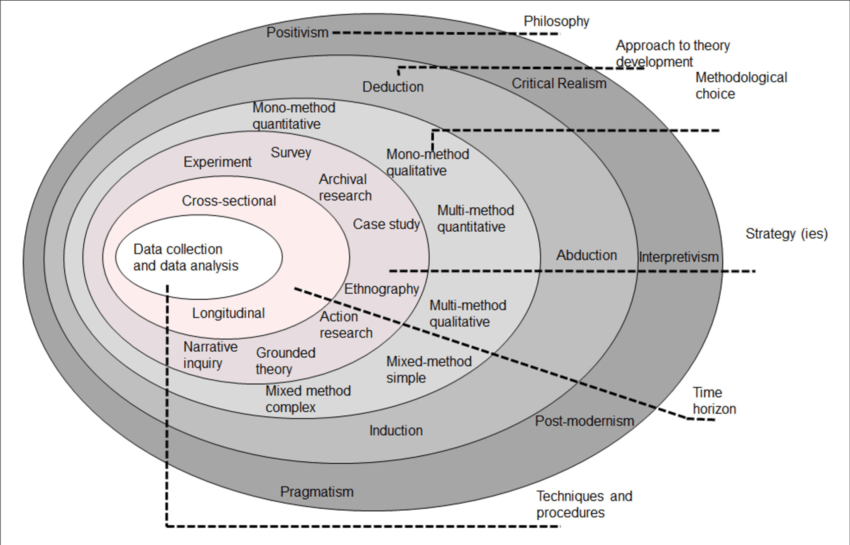 Philosophy
Positivism
Approach to theory
development
Methodological
choice
Deduction
Critical Realism
Mono-method
quantitative
Survey
Experiment
Mono-method
qualitative
Archival
research
Cross-sectional
Multi-method
quantitative
Case study
Strategy (ies)
Data collection
and data analysis
Abduction
Interpretivism
Ethnography
Longitudinal
Action
research
Multi-method
qualitative
Narrative
inquiry
Grounded
theory
Mixed-method
simple
Mixed method
complex
Time
horizon
Induction
Post-modernism
Pragmatism
Techniques and
procedures